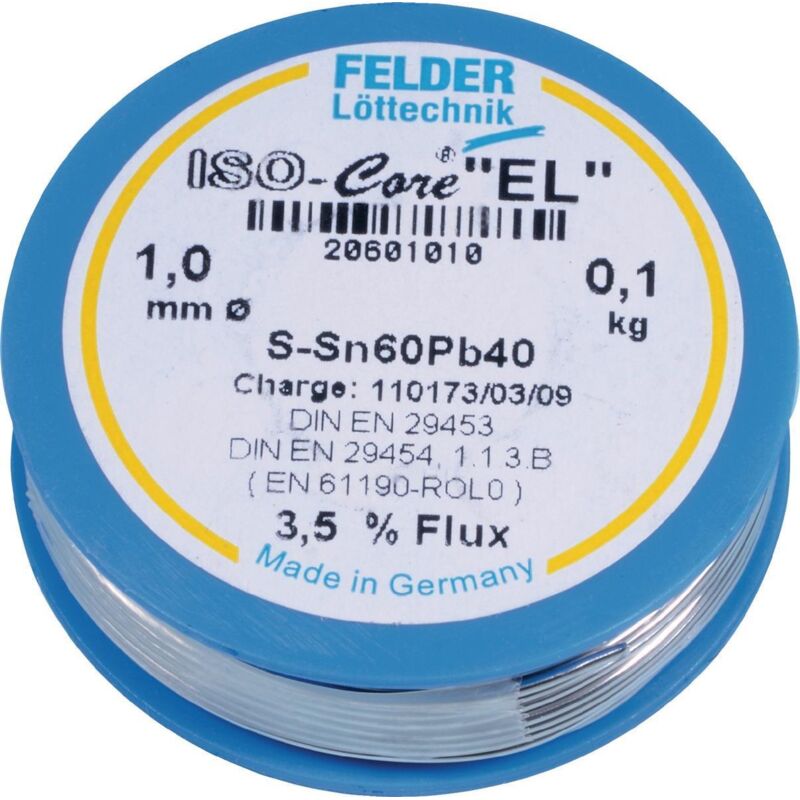 FELDER
Löttechnik
ISO-Core® "EL"
20601010
1,0
mm Ø
0,1
kg
S-Sn60Pb40
Charge: 110173/03/09
DIN EN 29453
DIN EN 29454, 1.1 3.B
( EN 61190-ROL0 )
3,5 % Flux
Made in Germany